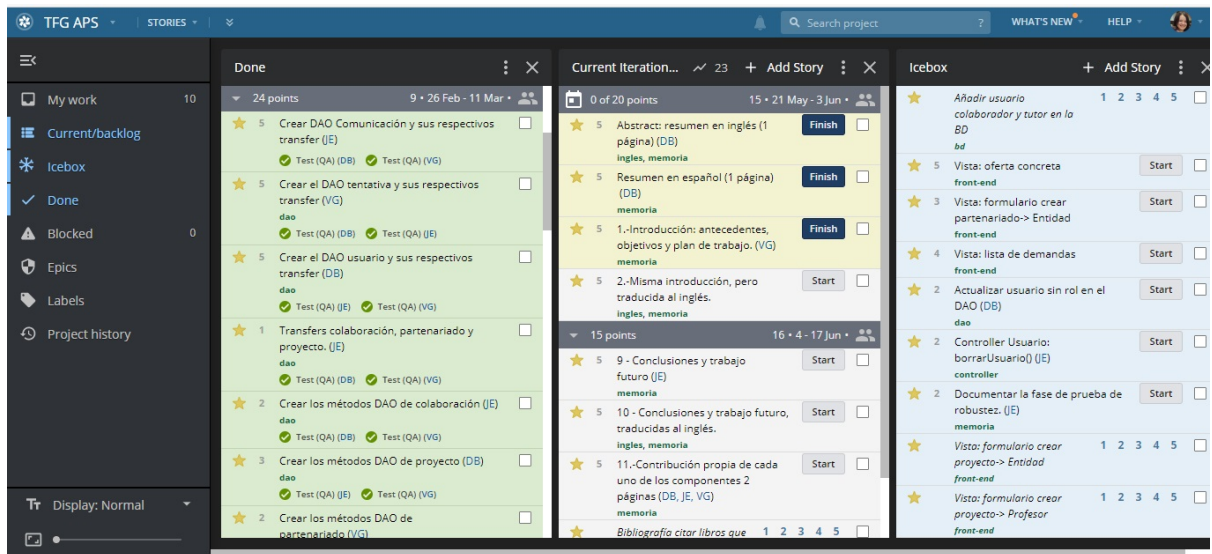 TFG APS STORIES Search project ? WHAT'S NEW HELP
My work 10
Current/backlog
Icebox
Done
Blocked 0
Epics
Labels
Project history
Display: Normal
Done
24 points 9 • 26 Feb - 11 Mar •
5 Crear DAO Comunicación y sus respectivos
transfer (JE)
Test (QA) (DB) Test (QA) (VG)
5 Crear el DAO tentativa y sus respectivos
transfer (VG)
dao
Test (QA) (DB) Test (QA) (JE)
5 Crear el DAO usuario y sus respectivos
transfer (DB)
dao
Test (QA) (JE) Test (QA) (VG)
1 Transfers colaboración, partenariado y
proyecto. (JE)
dao
Test (QA) (DB) Test (QA) (VG)
2 Crear los métodos DAO de colaboración (JE)
dao
Test (QA) (DB) Test (QA) (VG)
3 Crear los métodos DAO de proyecto (DB)
dao
Test (QA) (JE) Test (QA) (VG)
2 Crear los métodos DAO de
partenariado (VG)
Current Iteration... 23 + Add Story
0 of 20 points 15 • 21 May - 3 Jun •
5 Abstract: resumen en inglés (1 Finish
página) (DB)
ingles, memoria
5 Resumen en español (1 página) Finish
(DB)
memoria
5 1.-Introducción: antecedentes, Finish
objetivos y plan de trabajo. (VG)
memoria
5 2.-Misma introducción, pero Start
traducida al inglés.
ingles, memoria
15 points 16 • 4 - 17 Jun •
5 9 - Conclusiones y trabajo Start
futuro (JE)
memoria
5 10 - Conclusiones y trabajo futuro, Start
traducidas al inglés.
ingles, memoria
5 11.-Contribución propia de cada Start
uno de los componentes 2
páginas (DB, JE, VG)
memoria
Bibliografía citar libros que 1 2 3 4 5
Icebox + Add Story
Añadir usuario 1 2 3 4 5
colaborador y tutor en la
BD
bd
5 Vista: oferta concreta Start
front-end
3 Vista: formulario crear Start
partenariado-> Entidad
front-end
4 Vista: lista de demandas Start
front-end
2 Actualizar usuario sin rol en el Start
DAO (DB)
dao
2 Controller Usuario: Start
borrarUsuario() (JE)
controller
2 Documentar la fase de prueba de Start
robustez. (JE)
memoria
Vista: formulario crear 1 2 3 4 5
proyecto-> Entidad
front-end
Vista: formulario crear 1 2 3 4 5
proyecto-> Profesor
front-end